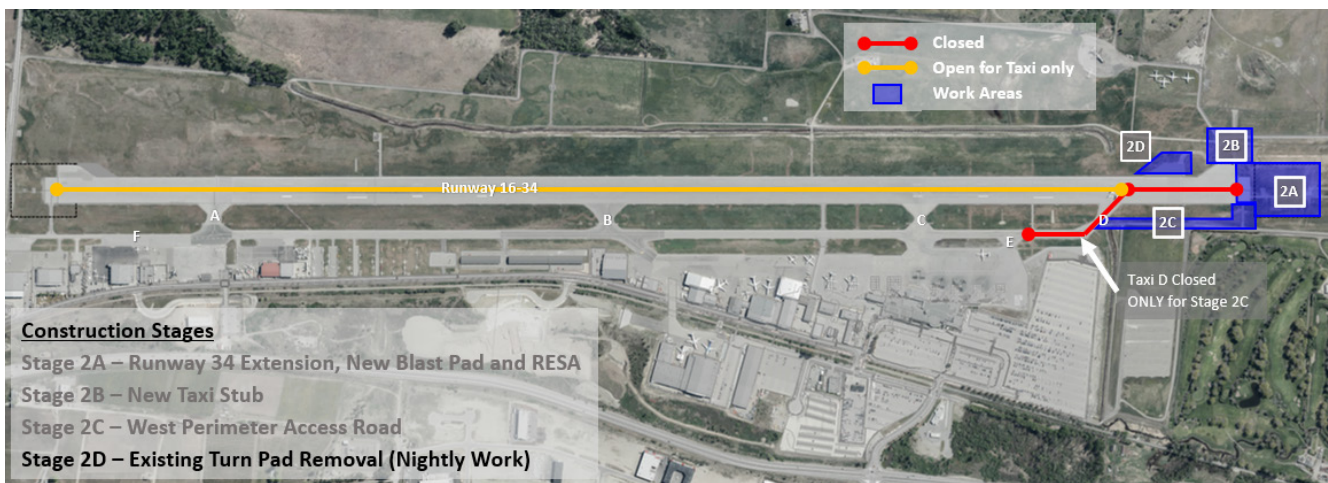 Closed
Open for Taxi only
Work Areas
2D
2B
Runway 16-34
2A
A
B
C
D
2C
F
E
Taxi D Closed
ONLY for Stage 2C
Construction Stages
Stage 2A – Runway 34 Extension, New Blast Pad and RESA
Stage 2B – New Taxi Stub
Stage 2C – West Perimeter Access Road
Stage 2D – Existing Turn Pad Removal (Nightly Work)